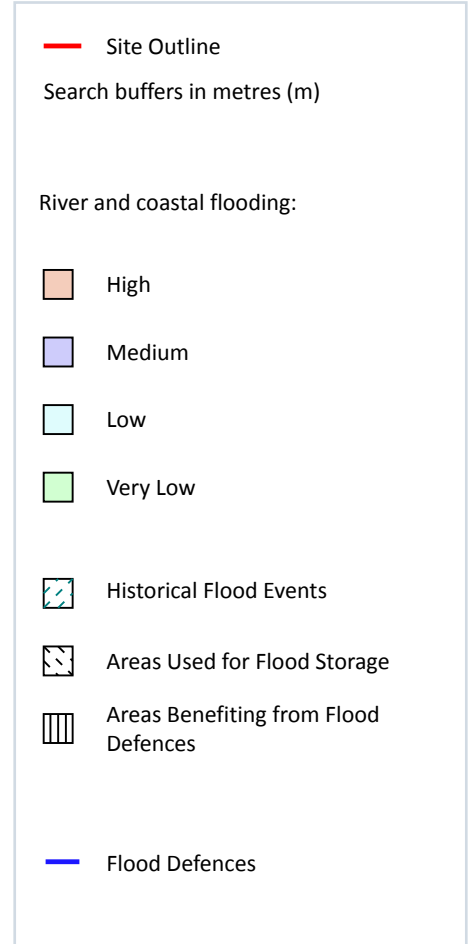 Site Outline
Search buffers in metres (m)
River and coastal flooding:
High
Medium
Low
Very Low
Historical Flood Events
Areas Used for Flood Storage
Areas Benefiting from Flood
Defences
Flood Defences